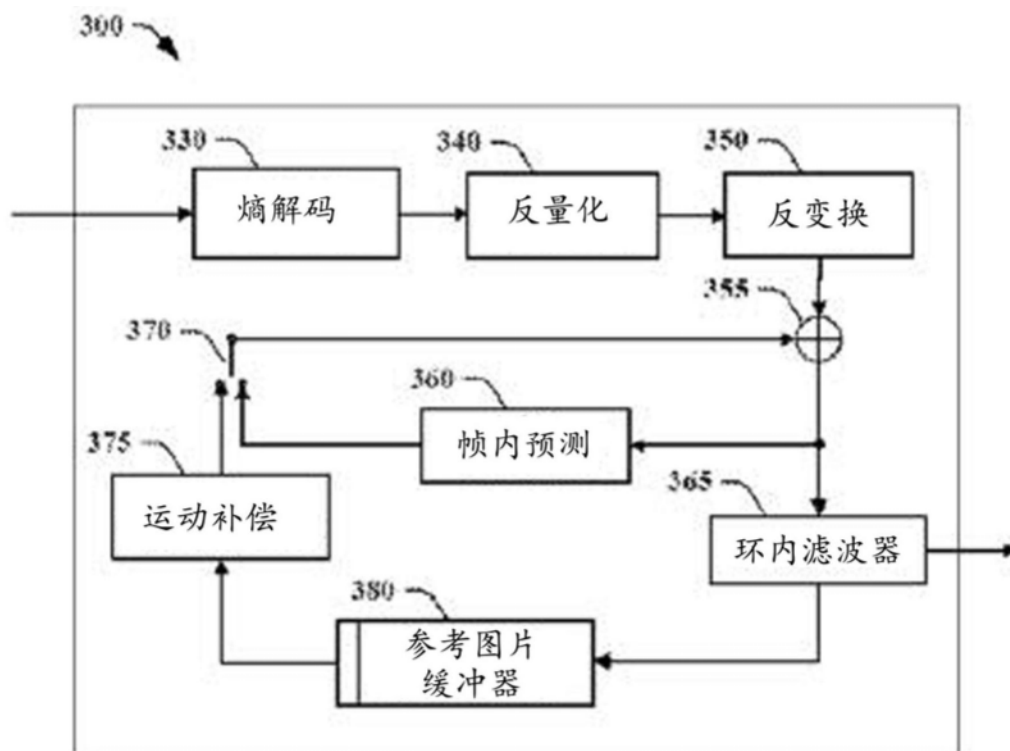 300
330
340
350
熵解码
反量化
反变换
355
370
360
帧内预测
375
365
运动补偿
环内滤波器
380
参考图片
缓冲器